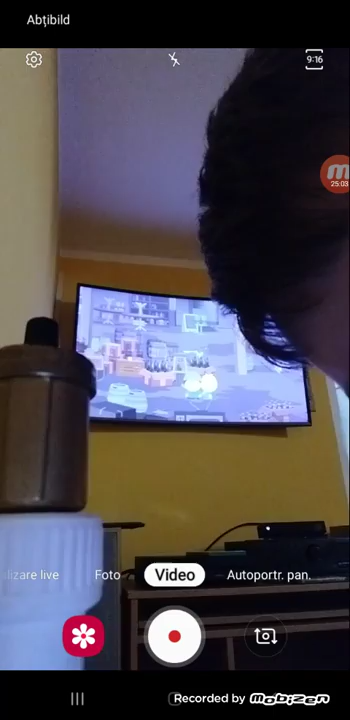 Abțibild
9:16
m
25:03
lizare live Foto Video Autoportr. pan.
Recorded by mobizen